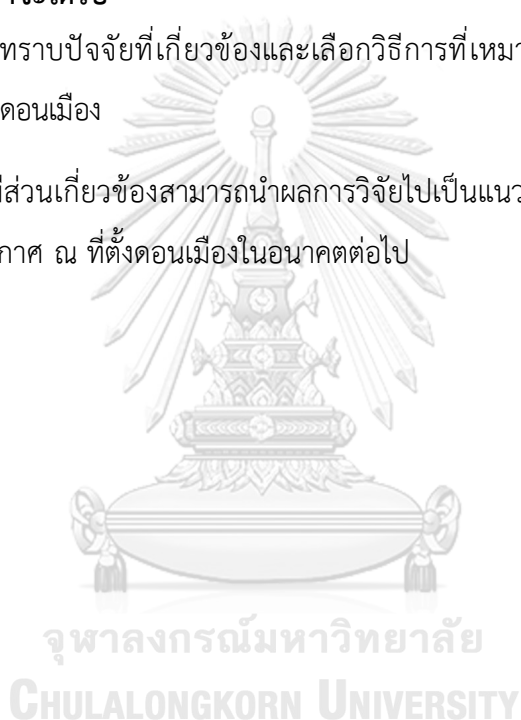 ทราบปัจจัยที่เกี่ยวข้องและเลือกวิธีการที่เหมา
ดอนเมือง
มีส่วนเกี่ยวข้องสามารถนำผลการวิจัยไปเป็นแนว
กาศ ณ ที่ตั้งดอนเมืองในอนาคตต่อไป
จุฬาลงกรณ์มหาวิทยาลัย
CHULALONGKORN UNIVERSITY